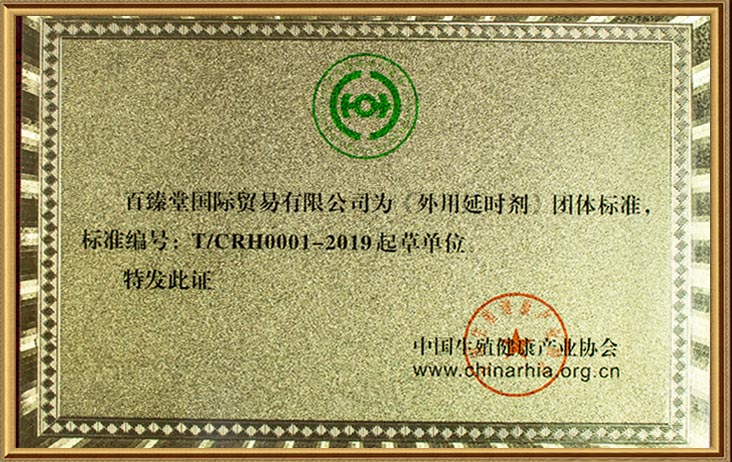 百臻堂国际贸易有限公司为《外用延时剂》团体标准，
标准编号：T/CRH0001-2019起草单位
特发此证
中国生殖健康产业协会
www.chinarhia.org.cn